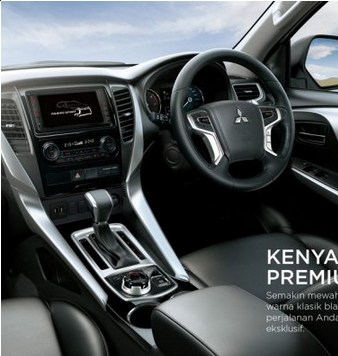 KENYA
PREMIU
Semakin mewah
warna klasik bla
perjalanan Anda
eksklusif.